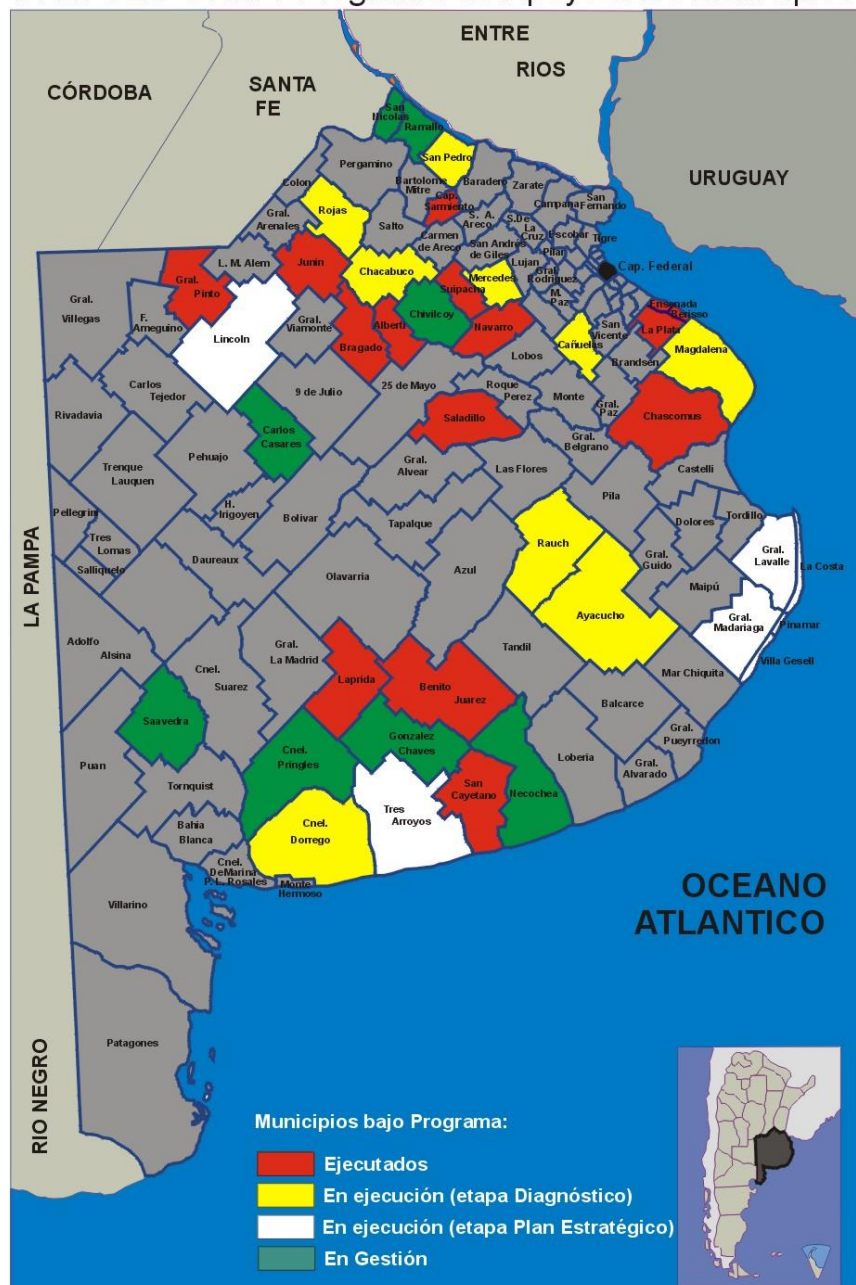 CÓRDOBA
SANTA
FE
ENTRE
RIOS
URUGUAY
San
Nicolas
Ramallo
San Pedro
Pergamino
Bartolome
Mitre
Baradero
Zarate
Campana
San
Fernando
Colon
Rojas
Cap.
Sarmiento
Gral.
Arenales
Salto
S. A.
Areco
S.De
La
Cruz
Escobar
Tigre
Carmen
de Areco
San Andres
de Giles
Pilar
Cap. Federal
L. M. Alem
Junin
Chacabuco
Mercedes
Lujan
Gral.
Rodriguez
M.
Paz
Gral.
Pinto
Gral.
Villegas
F.
Ameguino
Lincoln
Gral.
Viamonte
Bragado
Alberti
Chivilcoy
Suipacha
Navarro
Ensenada
Berisso
La Plata
San
Vicente
Cañuelas
Brandsen
Magdalena
Lobos
Carlos
Tejedor
9 de Julio
25 de Mayo
Roque
Perez
Monte
Gral.
Paz
Chascomus
Rivadavia
Carlos
Casares
Saladillo
Gral.
Belgrano
Pehuajo
Gral.
Alvear
Las Flores
Castelli
Trenque
Lauquen
Pila
Pellegrini
H.
Irigoyen
Bolivar
Tapalque
Dolores
Tordillo
Tres
Lomas
Salliquelo
Daureaux
Rauch
Azul
Gral.
Guido
Gral.
Lavalle
La Costa
Olavarria
Maipú
Ayacucho
Gral.
Madariaga
Pinamar
LA PAMPA
Adolfo
Alsina
Gral.
La Madrid
Tandil
Villa Gesell
Cnel.
Suarez
Laprida
Benito
Juarez
Mar Chiquita
Balcarce
Saavedra
Gonzalez
Chaves
Gral.
Pueyrredon
Puan
Cnel.
Pringles
Loberia
Gral.
Alvarado
Tornquist
San
Cayetano
Necochea
Tres
Arroyos
Bahia
Blanca
Cnel.
Dorrego
Cnel.
DeMarina
P. L. Rosales
Monte
Hermoso
Villarino
OCEANO
ATLANTICO
Patagones
RIO NEGRO
Municipios bajo Programa:
Ejecutados
En ejecución (etapa Diagnóstico)
En ejecución (etapa Plan Estratégico)
En Gestión